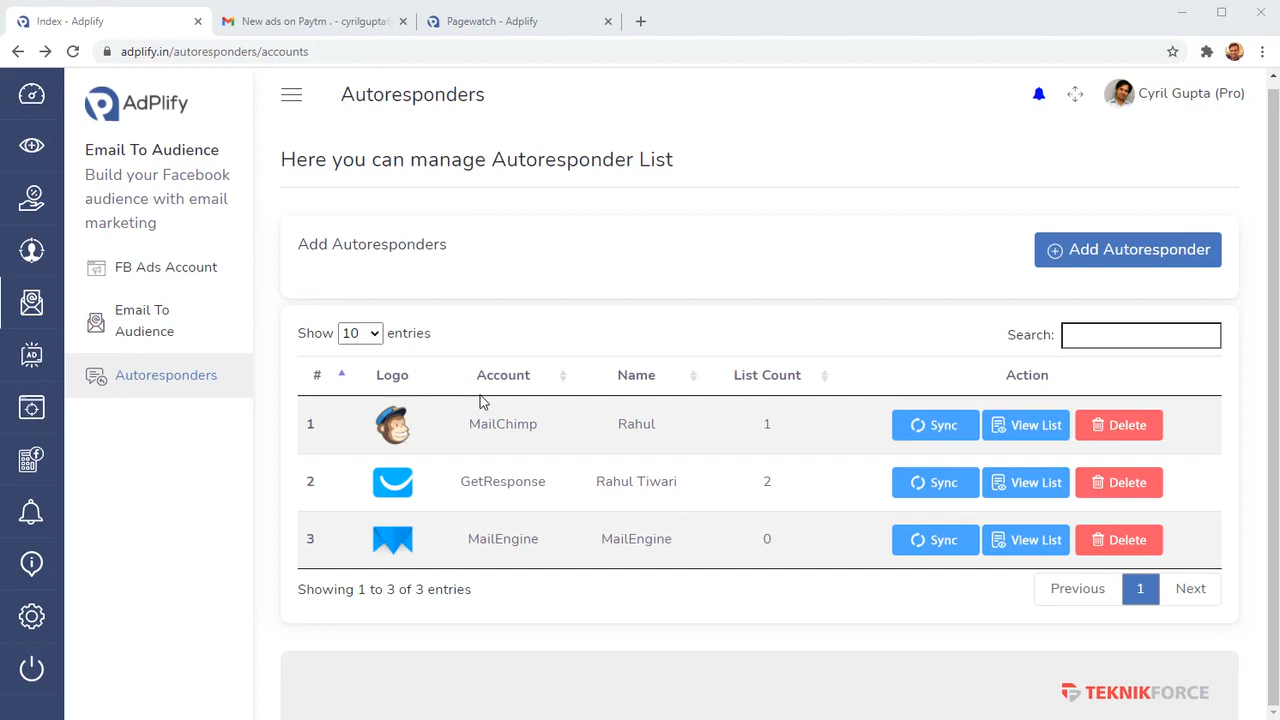 Index - Adplify
New ads on Paytm . - cyrilgupta@
Pagewatch - Adplify
adplify.in/autoresponders/accounts
AdPlify
Email To Audience
Build your Facebook
audience with email
marketing
FB Ads Account
Email To
Audience
Autoresponders
AD
Autoresponders
Cyril Gupta (Pro)
Here you can manage Autoresponder List
Add Autoresponders
Add Autoresponder
Show 10 entries
Search:
# Logo Account Name List Count Action
1 MailChimp Rahul 1 Sync View List Delete
2 GetResponse Rahul Tiwari 2 Sync View List Delete
3 MailEngine MailEngine 0 Sync View List Delete
Showing 1 to 3 of 3 entries
Previous 1 Next
TEKNIKFORCE